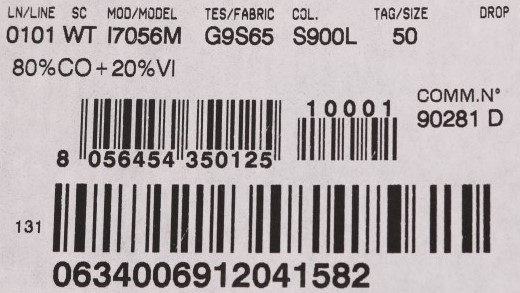 LN/LINE SC MOD/MODEL TES/FABRIC COL. TAG/SIZE DROP
0101 WT I7056M G9S65 S900L 50
80%CO+20%VI
10001
COMM.N°
90281 D
8 056454 350125
131
0634006912041582